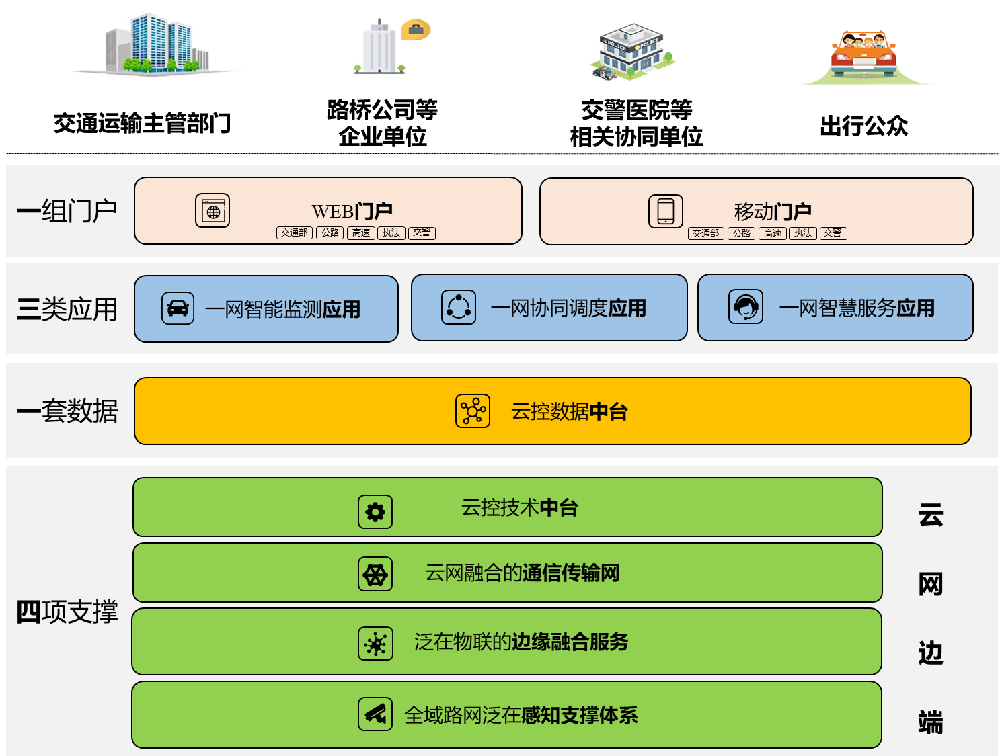 POLICE
POLICE
交通运输主管部门
路桥公司等
企业单位
交警医院等
相关协同单位
出行公众
一组门户
WEB门户
交通部 公路 高速 执法 交警
移动门户
交通部 公路 高速 执法 交警
三类应用
一网智能监测应用
一网协同调度应用
一网智慧服务应用
一套数据
云控数据中台
四项支撑
云控技术中台
云
云网融合的通信传输网
网
泛在物联的边缘融合服务
边
全域路网泛在感知支撑体系
端